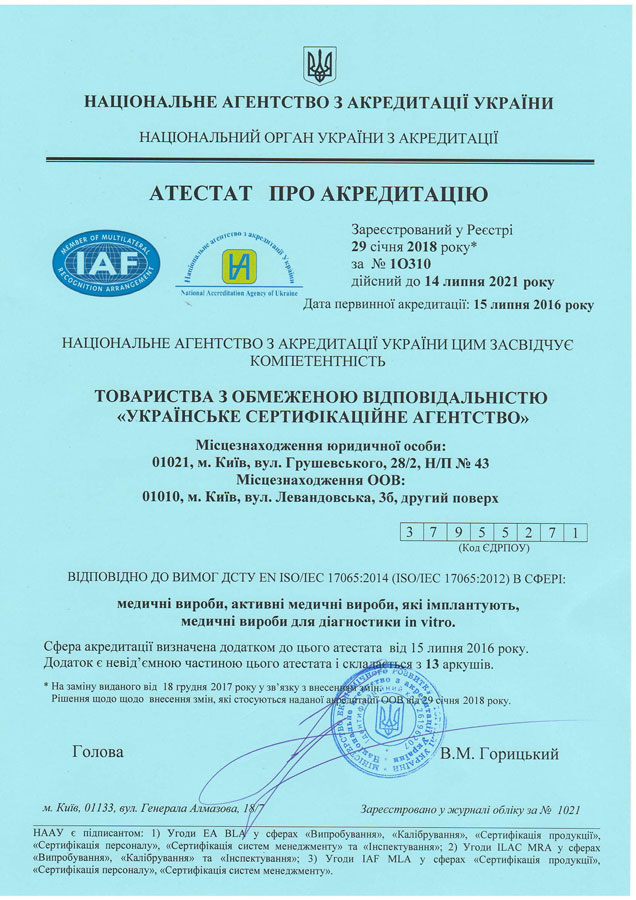 НАЦІОНАЛЬНЕ АГЕНТСТВО З АКРЕДИТАЦІЇ УКРАЇНИ
НАЦІОНАЛЬНИЙ ОРГАН УКРАЇНИ З АКРЕДИТАЦІЇ
АТЕСТАТ ПРО АКРЕДИТАЦІЮ
MEMBER OF MULTILATERAL
IAF
RECOGNITION ARRANGEMENT
Національне агентство з акредитації України
National Accreditation Agency of Ukraine
Зареєстрований у Реєстрі
29 січня 2018 року*
за № 1О310
дійсний до 14 липня 2021 року
Дата первинної акредитації: 15 липня 2016 року
НАЦІОНАЛЬНЕ АГЕНТСТВО З АКРЕДИТАЦІЇ УКРАЇНИ ЦИМ ЗАСВІДЧУЄ
КОМПЕТЕНТНІСТЬ
ТОВАРИСТВА З ОБМЕЖЕНОЮ ВІДПОВІДАЛЬНІСТЮ
«УКРАЇНСЬКЕ СЕРТИФІКАЦІЙНЕ АГЕНТСТВО»
Місцезнаходження юридичної особи:
01021, м. Київ, вул. Грушевського, 28/2, Н/П № 43
Місцезнаходження ООВ:
01010, м. Київ, вул. Левандовська, 3б, другий поверх
3 7 9 5 5 2 7 1
(Код ЄДРПОУ)
ВІДПОВІДНО ДО ВИМОГ ДСТУ EN ISO/IEC 17065:2014 (ISO/IEC 17065:2012) В СФЕРІ:
медичні вироби, активні медичні вироби, які імплантують,
медичні вироби для діагностики in vitro.
Сфера акредитації визначена додатком до цього атестата від 15 липня 2016 року.
Додаток є невід’ємною частиною цього атестата і складається з 13 аркушів.
* На заміну виданого від 18 грудня 2017 року у зв’язку з внесенням змін.
Рішення щодо щодо внесення змін, які стосуються наданої акредитації ООВ від 29 січня 2018 року.
Голова
В.М. Горицький
м. Київ, 01133, вул. Генерала Алмазова, 18/7
Зареєстровано у журналі обліку за № 1021
НААУ є підписантом: 1) Угоди EA BLA у сферах «Випробування», «Калібрування», «Сертифікація продукції»,
«Сертифікація персоналу», «Сертифікація систем менеджменту» та «Інспектування»; 2) Угоди ILAC MRA у сферах
«Випробування», «Калібрування» та «Інспектування»; 3) Угоди IAF MLA у сферах «Сертифікація продукції»,
«Сертифікація персоналу», «Сертифікація систем менеджменту».